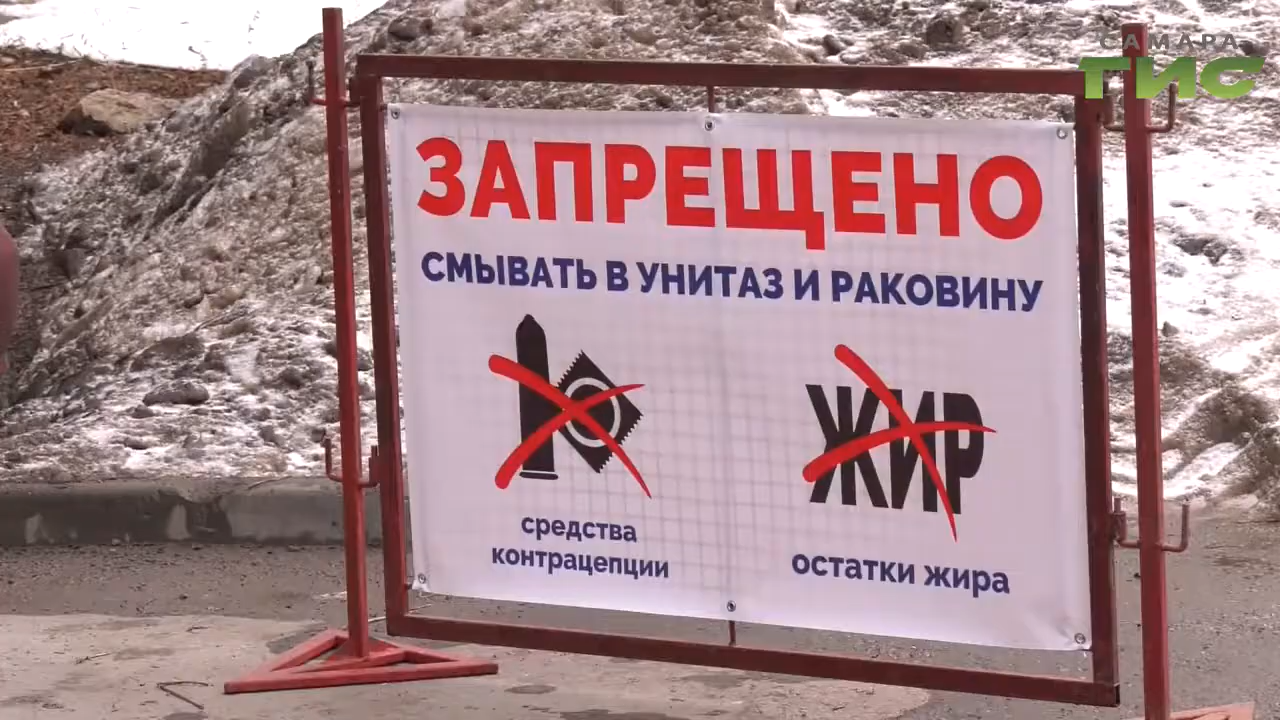 САМАРА
ГИС
ЗАПРЕЩЕНО
СМЫВАТЬ В УНИТАЗ И РАКОВИНУ
ЖИР
средства
контрацепции
остатки жира